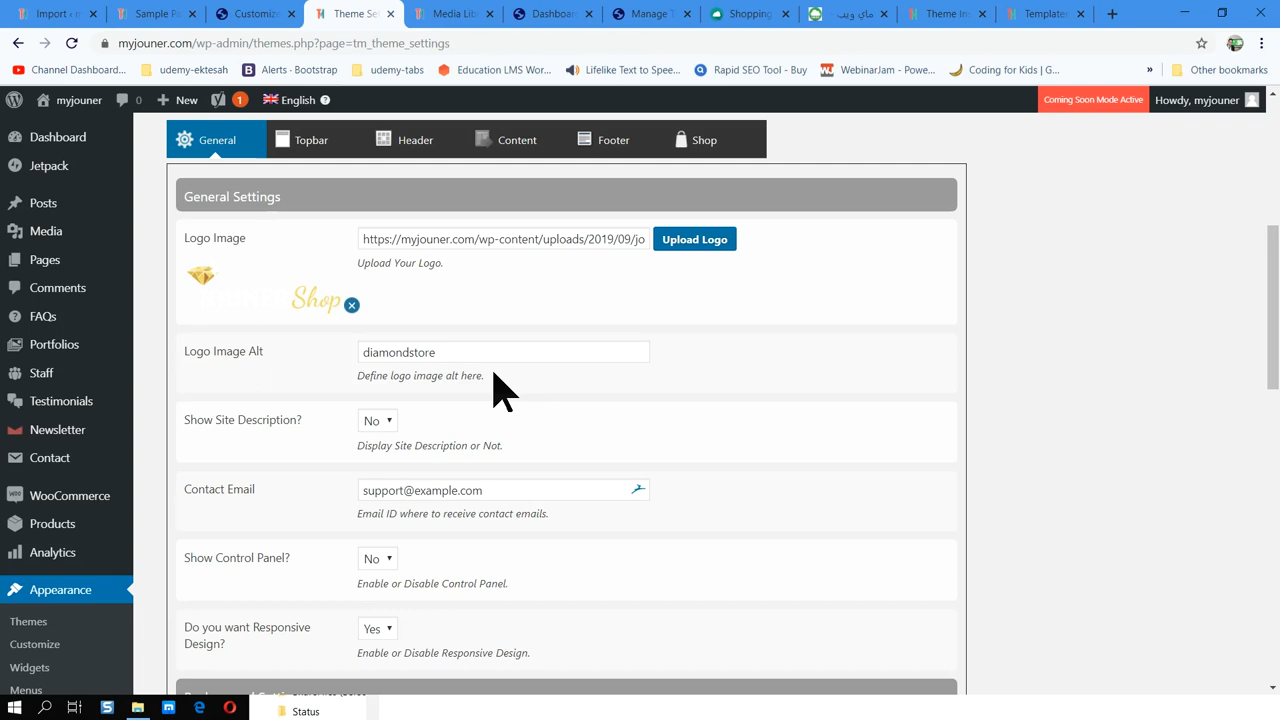 Import ‹ m
Sample Pa
Customize
Theme Se
Media Lib
Dashboard
Manage T
Shopping
ماي ويب
Theme In
Template
myjouner.com/wp-admin/themes.php?page=tm_theme_settings
Channel Dashboard...
udemy-ektesah
Alerts · Bootstrap
udemy-tabs
Education LMS Wor...
Lifelike Text to Spee...
Rapid SEO Tool - Buy
WebinarJam - Powe...
Coding for Kids | G...
»
Other bookmarks
myjouner
0
+ New
1
English
Coming Soon Mode Active
Howdy, myjouner
Dashboard
Jetpack
Posts
Media
Pages
Comments
FAQs
Portfolios
Staff
Testimonials
Newsletter
Contact
WooCommerce
Products
Analytics
Appearance
Themes
Customize
Widgets
Menus
General
Topbar
Header
Content
Footer
Shop
General Settings
Logo Image
https://myjouner.com/wp-content/uploads/2019/09/jo
Upload Logo
Upload Your Logo.
JOUNER Shop
Logo Image Alt
diamondstore
Define logo image alt here.
Show Site Description?
No
Display Site Description or Not.
Contact Email
support@example.com
Email ID where to receive contact emails.
Show Control Panel?
No
Enable or Disable Control Panel.
Do you want Responsive
Design?
Yes
Enable or Disable Responsive Design.
Status